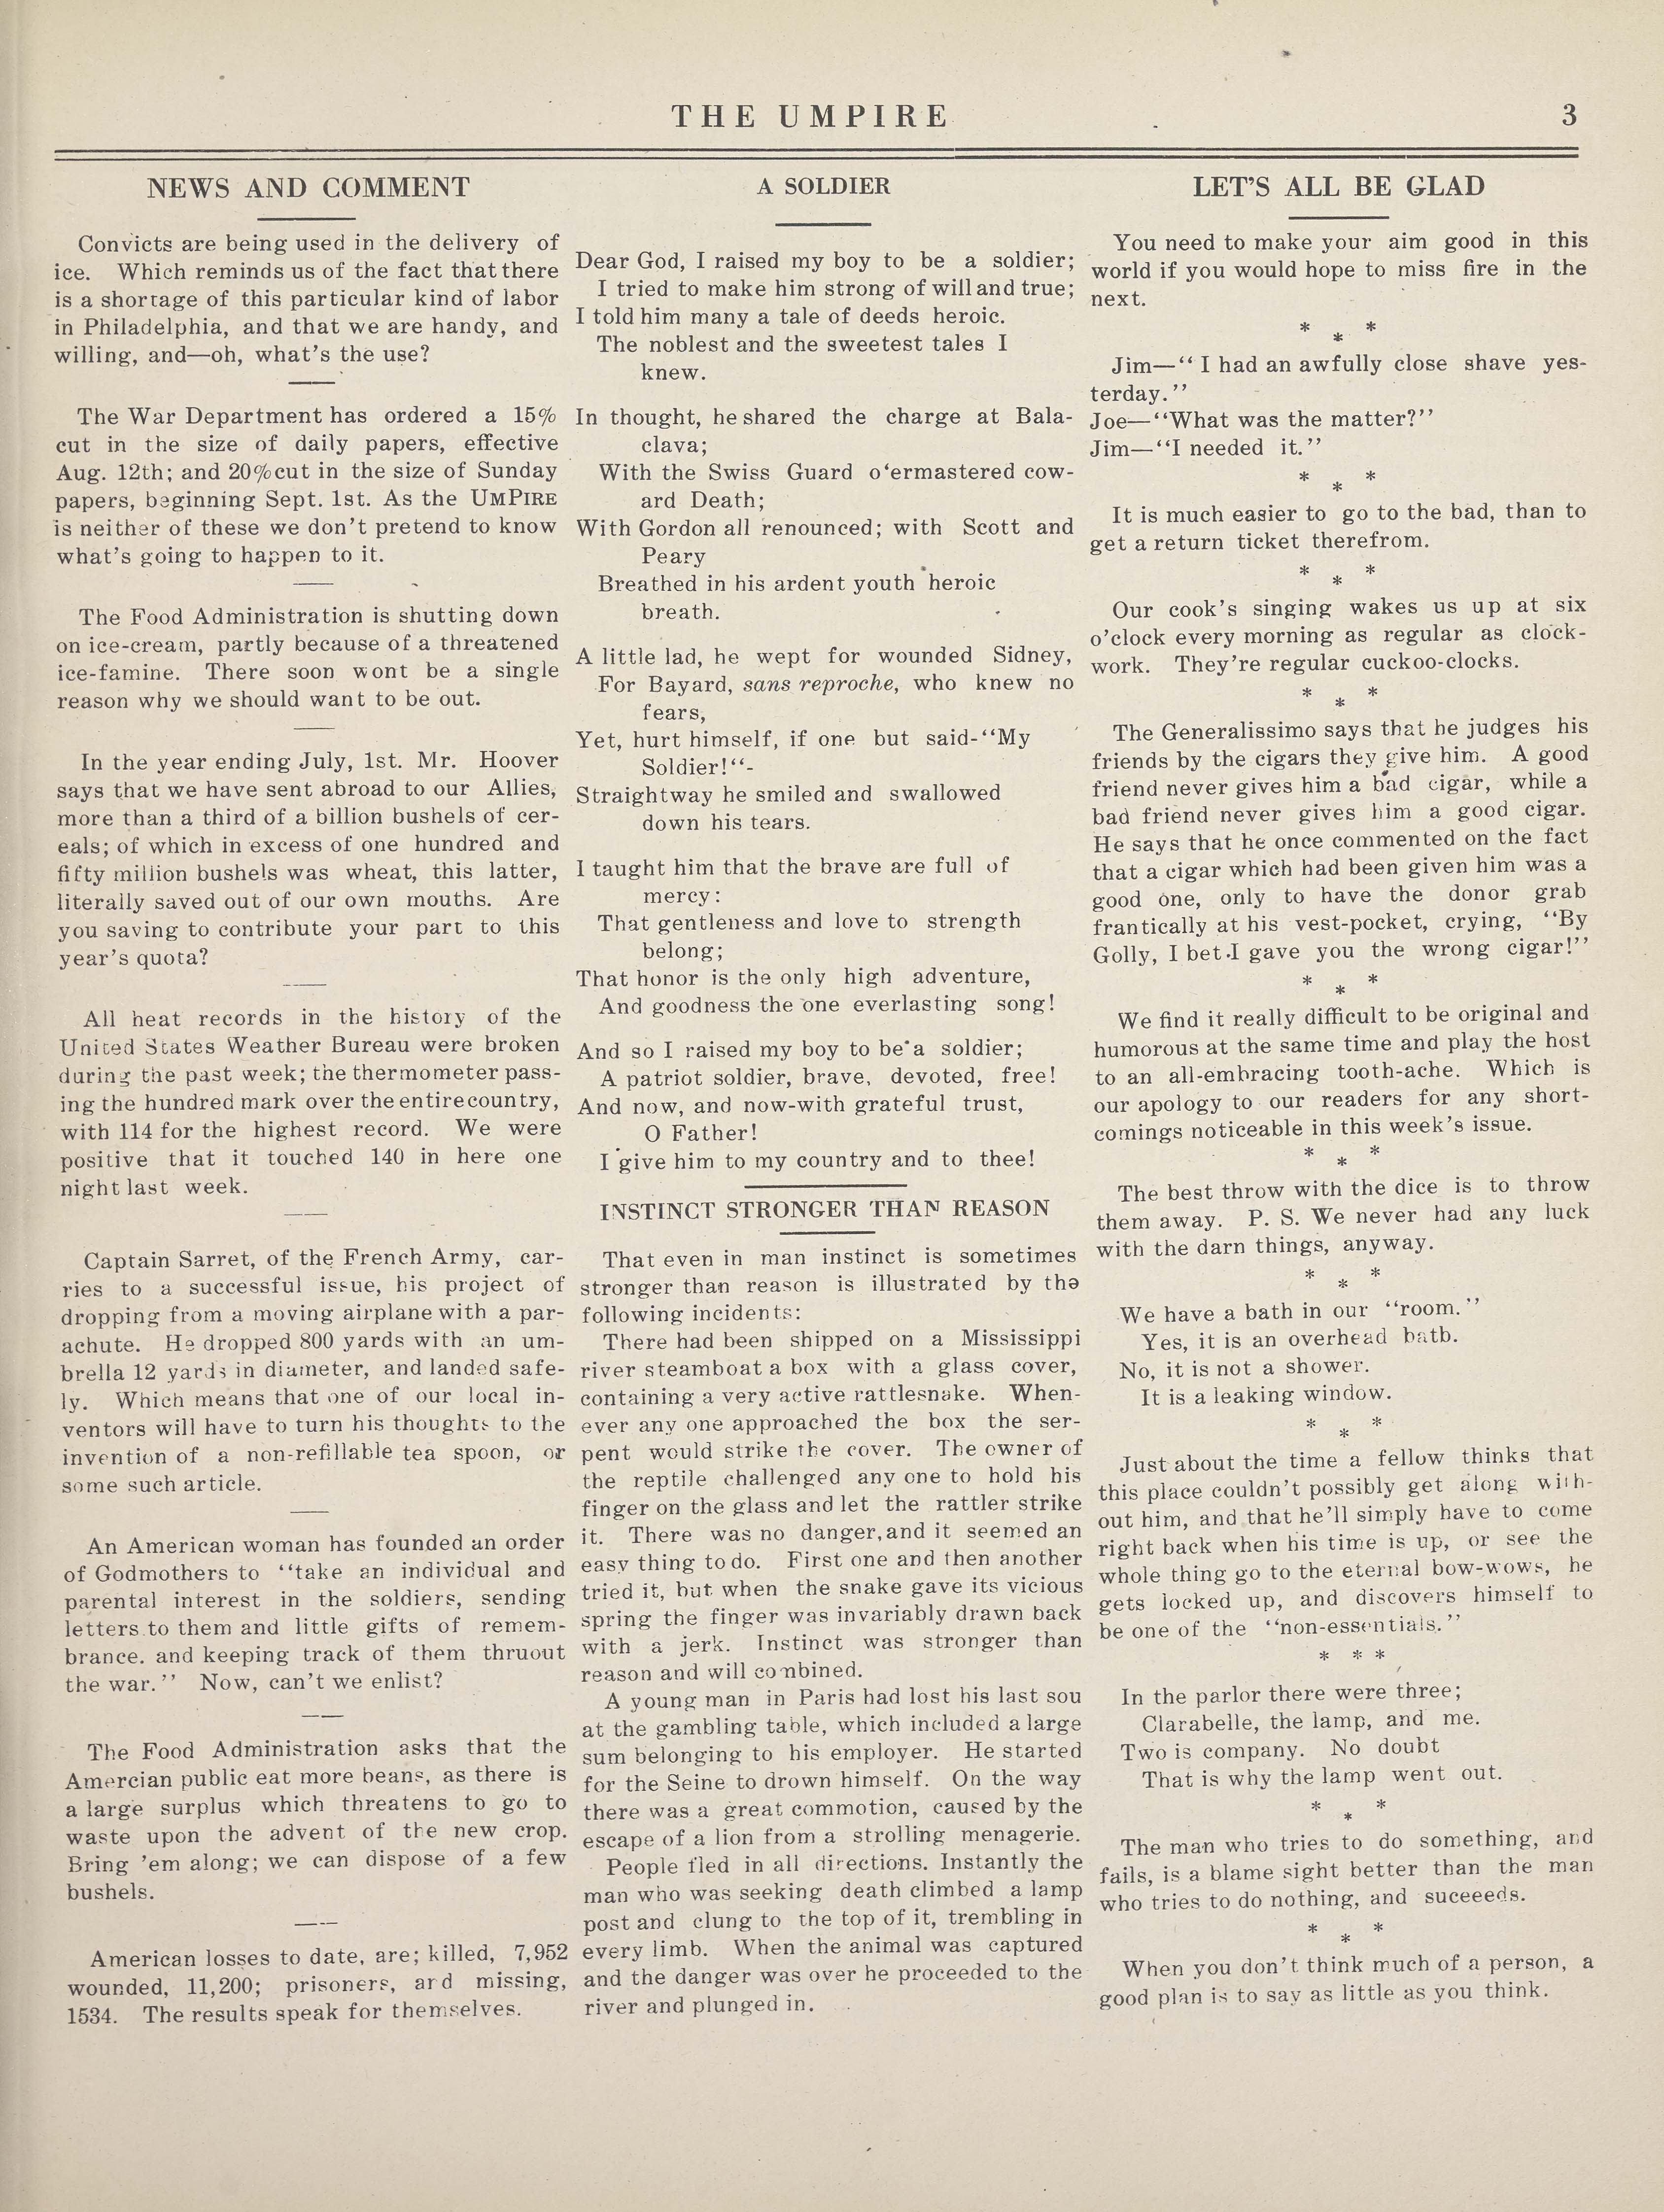 THE UMPIRE
3
NEWS AND COMMENT
Convicts are being used in the delivery of
ice. Which reminds us of the fact that there
is a shortage of this particular kind of labor
in Philadelphia, and that we are handy, and
willing, and—oh, what's the use?
The War Department has ordered a 15%
cut in the size of daily papers, effective
Aug. 12th; and 20% cut in the size of Sunday
papers, beginning Sept. 1st. As the UMPIRE
is neither of these we don't pretend to know
what's going to happen to it.
The Food Administration is shutting down
on ice-cream, partly because of a threatened
ice-famine. There soon wont be a single
reason why we should want to be out.
In the year ending July, 1st. Mr. Hoover
says that we have sent abroad to our Allies,
more than a third of a billion bushels of cer-
eals; of which in excess of one hundred and
fifty million bushels was wheat, this latter,
literally saved out of our own mouths. Are
you saving to contribute your part to this
year's quota?
All heat records in the history of the
United States Weather Bureau were broken
during the past week; the thermometer pass-
ing the hundred mark over the entire country,
with 114 for the highest record. We were
positive that it touched 140 in here one
night last week.
Captain Sarret, of the French Army, car-
ries to a successful issue, his project of
dropping from a moving airplane with a par-
achute. He dropped 800 yards with an um-
brella 12 yards in diameter, and landed safe-
ly. Which means that one of our local in-
ventors will have to turn his thoughts to the
invention of a non-refillable tea spoon, or
some such article.
An American woman has founded an order
of Godmothers to "take an individual and
parental interest in the soldiers, sending
letters to them and little gifts of remem-
brance. and keeping track of them thruout
the war." Now, can't we enlist?
The Food Administration asks that the
Amercian public eat more beans, as there is
a large surplus which threatens to go to
waste upon the advent of the new crop.
Bring 'em along; we can dispose of a few
bushels.
American losses to date, are; killed, 7,952
wounded, 11,200; prisoners, and missing,
1534. The results speak for themselves.
A SOLDIER
Dear God, I raised my boy to be a soldier;
I tried to make him strong of will and true;
I told him many a tale of deeds heroic.
The noblest and the sweetest tales I
knew.
In thought, he shared the charge at Bala-
clava;
With the Swiss Guard o'ermastered cow-
ard Death;
With Gordon all renounced; with Scott and
Peary
Breathed in his ardent youth heroic
breath.
A little lad, he wept for wounded Sidney,
For Bayard, sans reproche, who knew no
fears,
Yet, hurt himself, if one but said-"My
Soldier!"-
Straightway he smiled and swallowed
down his tears.
I taught him that the brave are full of
mercy:
That gentleness and love to strength
belong;
That honor is the only high adventure,
And goodness the one everlasting song!
And so I raised my boy to be a soldier;
A patriot soldier, brave, devoted, free!
And now, and now-with grateful trust,
O Father!
I give him to my country and to thee!
INSTINCT STRONGER THAN REASON
That even in man instinct is sometimes
stronger than reason is illustrated by the
following incidents:
There had been shipped on a Mississippi
river steamboat a box with a glass cover,
containing a very active rattlesnake. When-
ever any one approached the box the ser-
pent would strike the cover. The owner of
the reptile challenged any one to hold his
finger on the glass and let the rattler strike
it. There was no danger, and it seemed an
easy thing to do. First one and then another
tried it, but when the snake gave its vicious
spring the finger was invariably drawn back
with a jerk. Instinct was stronger than
reason and will combined.
A young man in Paris had lost his last sou
at the gambling table, which included a large
sum belonging to his employer. He started
for the Seine to drown himself. On the way
there was a great commotion, caused by the
escape of a lion from a strolling menagerie.
People fled in all directions. Instantly the
man who was seeking death climbed a lamp
post and clung to the top of it, trembling in
every limb. When the animal was captured
and the danger was over he proceeded to the
river and plunged in.
LET'S ALL BE GLAD
You need to make your aim good in this
world if you would hope to miss fire in the
next.
* * *
Jim—"I had an awfully close shave yes-
terday."
Joe—"What was the matter?"
Jim—"I needed it."
* * *
It is much easier to go to the bad, than to
get a return ticket therefrom.
* * *
Our cook's singing wakes us up at six
o'clock every morning as regular as clock-
work. They're regular cuckoo-clocks.
* * *
The Generalissimo says that he judges his
friends by the cigars they give him. A good
friend never gives him a bad cigar, while a
bad friend never gives him a good cigar.
He says that he once commented on the fact
that a cigar which had been given him was a
good one, only to have the donor grab
frantically at his vest-pocket, crying, "By
Golly, I bet I gave you the wrong cigar!"
* * *
We find it really difficult to be original and
humorous at the same time and play the host
to an all-embracing tooth-ache. Which is
our apology to our readers for any short-
comings noticeable in this week's issue.
* * *
The best throw with the dice is to throw
them away. P. S. We never had any luck
with the darn things, anyway.
* * *
We have a bath in our "room."
Yes, it is an overhead bath.
No, it is not a shower.
It is a leaking window.
* * *
Just about the time a fellow thinks that
this place couldn't possibly get along with-
out him, and that he'll simply have to come
right back when his time is up, or see the
whole thing go to the eternal bow-wows, he
gets locked up, and discovers himself to
be one of the "non-essentials."
* * *
In the parlor there were three;
Clarabelle, the lamp, and me.
Two is company. No doubt
That is why the lamp went out.
* * *
The man who tries to do something, and
fails, is a blame sight better than the man
who tries to do nothing, and suceeeds.
* * *
When you don't think much of a person, a
good plan is to say as little as you think.